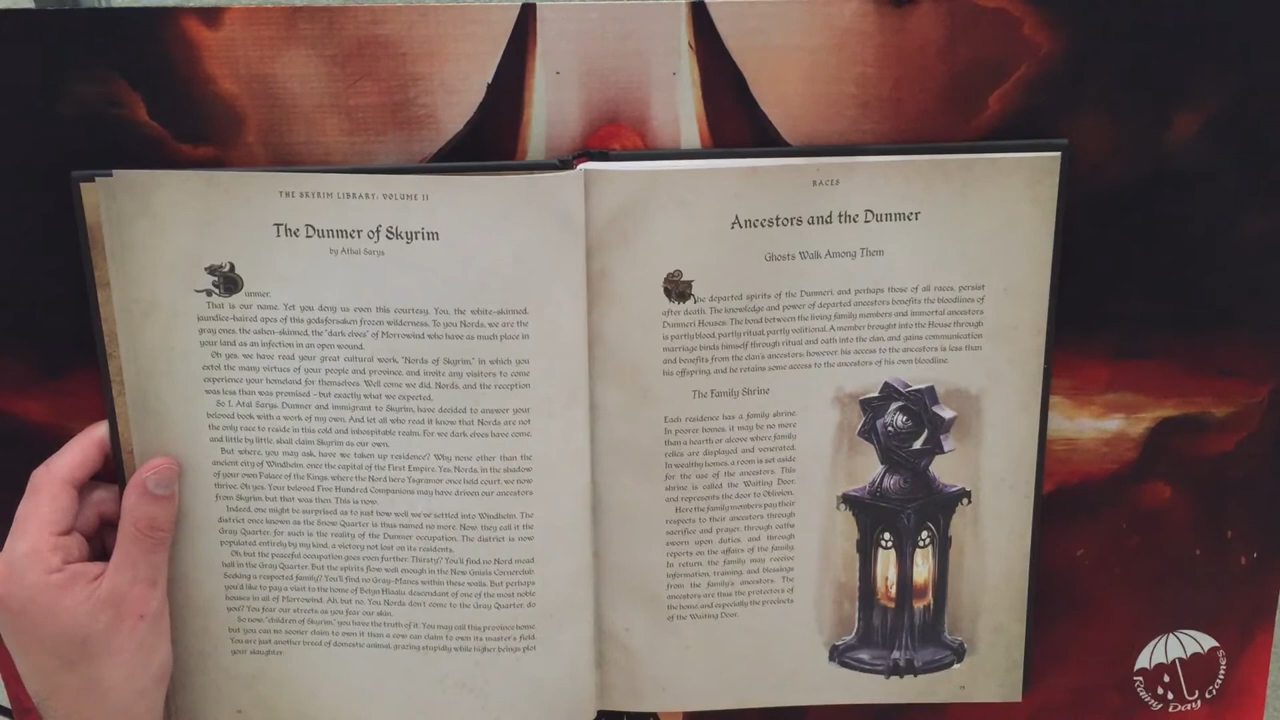 THE SKYRIM LIBRARY, VOLUME II
The Dunmer of Skyrim
by Athal Sarys
Dunmer.
That is our name. Yet you deny us even this courtesy. You, the white-skinned,
jaundice-haired apes of this godsforsaken frozen wilderness. To you Nords, we are the
gray ones, the ashen-skinned, the "dark elves" of Morrowind who have as much place in
your land as an infection in an open wound.
Oh yes, we have read your great cultural work, "Nords of Skyrim," in which you
extol the many virtues of your people and province, and invite any visitors to come
experience your homeland for themselves. Well come we did, Nords, and the reception
was less than was promised – but exactly what we expected.
So I, Atal Sarys, Dunmer and immigrant to Skyrim, have decided to answer your
beloved book with a work of my own. And let all who read it know that Nords are not
the only race to reside in this cold and inhospitable realm. For we dark elves have come,
and little by little, shall claim Skyrim as our own.
But where, you may ask, have we taken up residence? Why none other than the
ancient city of Windhelm, once the capital of the First Empire. Yes, Nords, in the shadow
of your own Palace of the Kings, where the Nord hero Ysgramor once held court, we now
thrive. Oh yes. Your beloved Five Hundred Companions may have driven our ancestors
from Skyrim, but that was then. This is now.
Indeed, one might be surprised as to just how well we've settled into Windhelm. The
district once known as the Snow Quarter is thus named no more. Now, they call it the
Gray Quarter, for such is the reality of the Dunmer occupation. The district is now
populated entirely by my kind, a victory not lost on its residents.
Oh, but the peaceful occupation goes even further. Thirsty? You'll find no Nord mead
hall in the Gray Quarter. But the spirits flow well enough in the New Gnisis Cornerclub.
Seeking a respected family? You'll find no Gray-Manes within these walls. But perhaps
you'd like to pay a visit to the home of Belyn Hlaalu, descendant of one of the most noble
houses in all of Morrowind. Ah, but no. You Nords don't come to the Gray Quarter, do
you? You fear our streets as you fear our skin.
So now, "children of Skyrim," you have the truth of it. You may call this province home,
but you can no sooner claim to own it than a cow can claim to own its master's field.
You are just another breed of domestic animal, grazing stupidly while higher beings plot
your slaughter.
RACES
Ancestors and the Dunmer
Ghosts Walk Among Them
The departed spirits of the Dunmeri, and perhaps those of all races, persist
after death. The knowledge and power of departed ancestors benefits the bloodlines of
Dunmeri Houses. The bond between the living family members and immortal ancestors
is partly blood, partly ritual, partly volitional. A member brought into the House through
marriage binds himself through ritual and oath into the clan, and gains communication
and benefits from the clan's ancestors; however, his access to the ancestors is less than
his offspring, and he retains some access to the ancestors of his own bloodline.
The Family Shrine
Each residence has a family shrine.
In poorer homes, it may be no more
than a hearth or alcove where family
relics are displayed and venerated.
In wealthy homes, a room is set aside
for the use of the ancestors. This
shrine is called the Waiting Door,
and represents the door to Oblivion.
Here the family members pay their
respects to their ancestors through
sacrifice and prayer, through oaths
sworn upon duties, and through
reports on the affairs of the family.
In return, the family may receive
information, training, and blessings
from the family's ancestors. The
ancestors are thus the protectors of
the home, and especially the precincts
of the Waiting Door.
Rainy Day Games